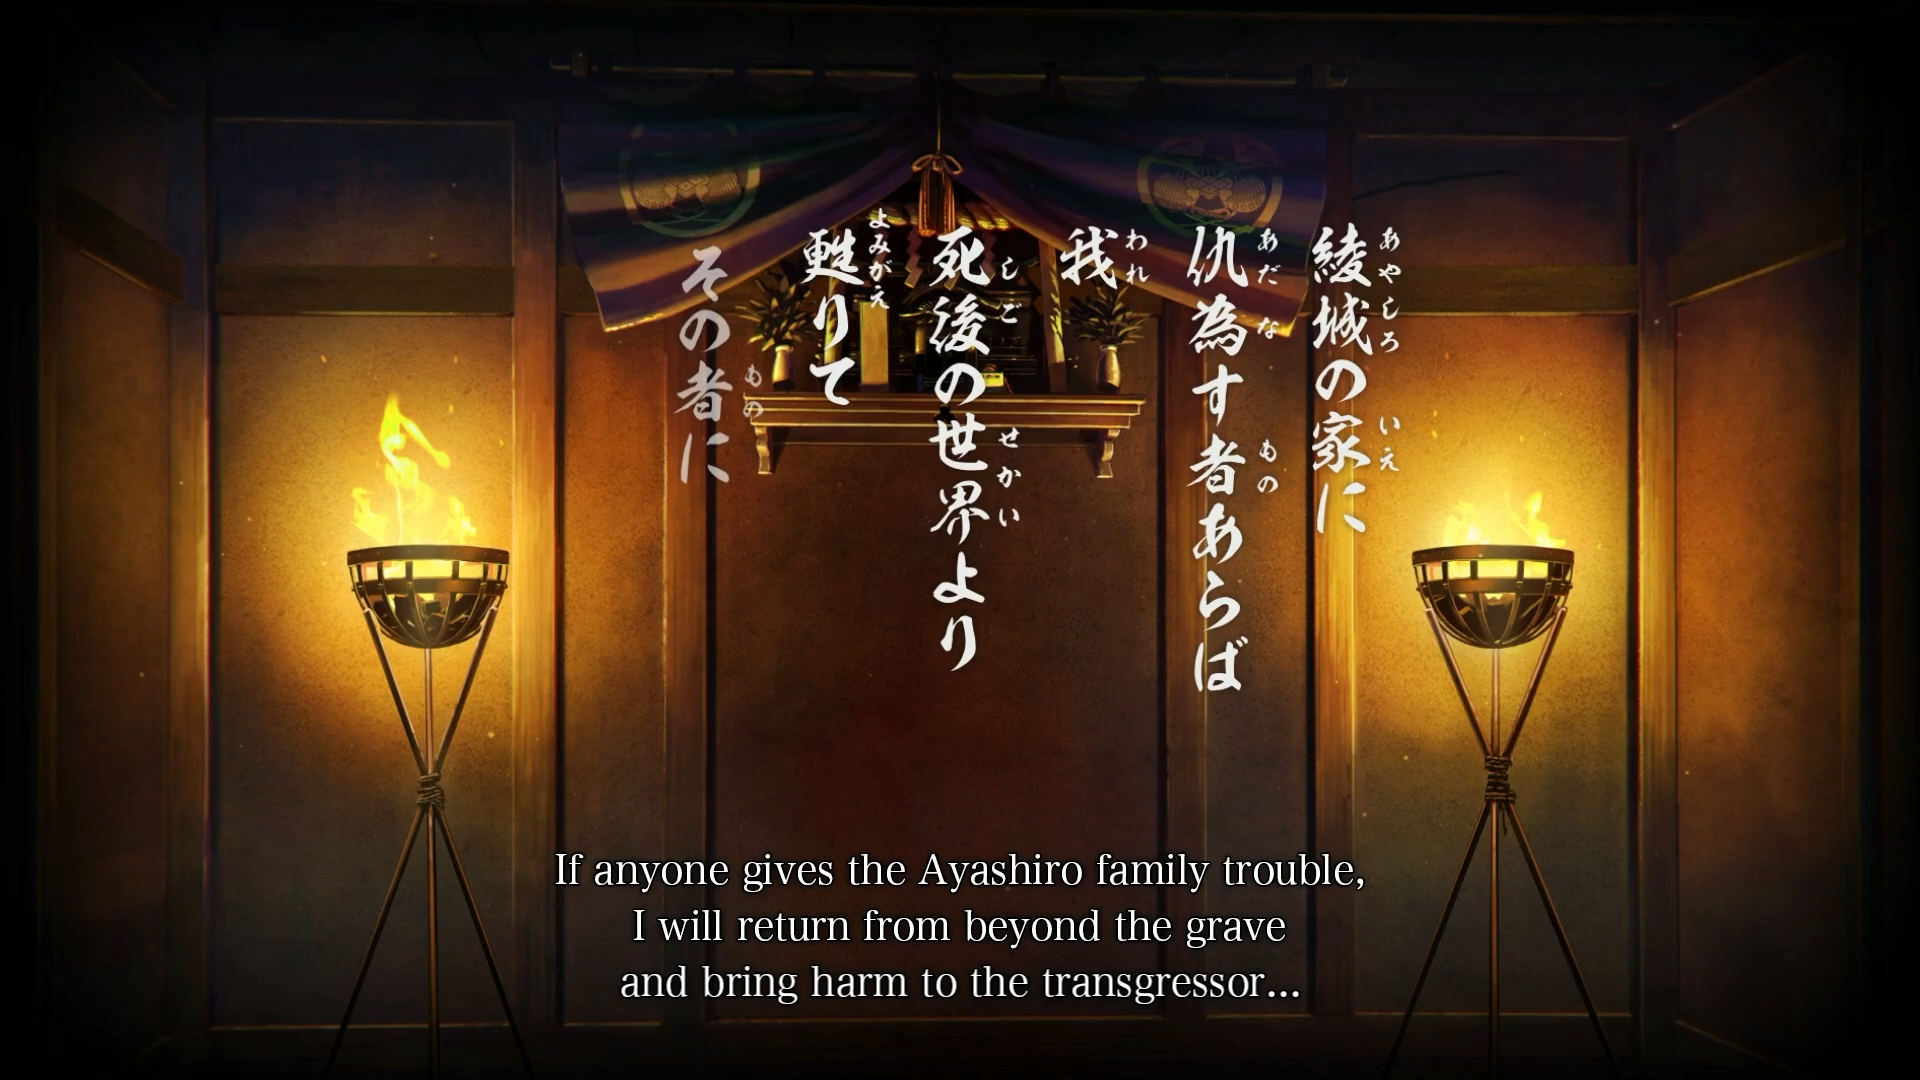 綾城の家に
仇為す者あらば
我
死後の世界より
甦りて
その者に
If anyone gives the Ayashiro family trouble,
I will return from beyond the grave
and bring harm to the transgressor...